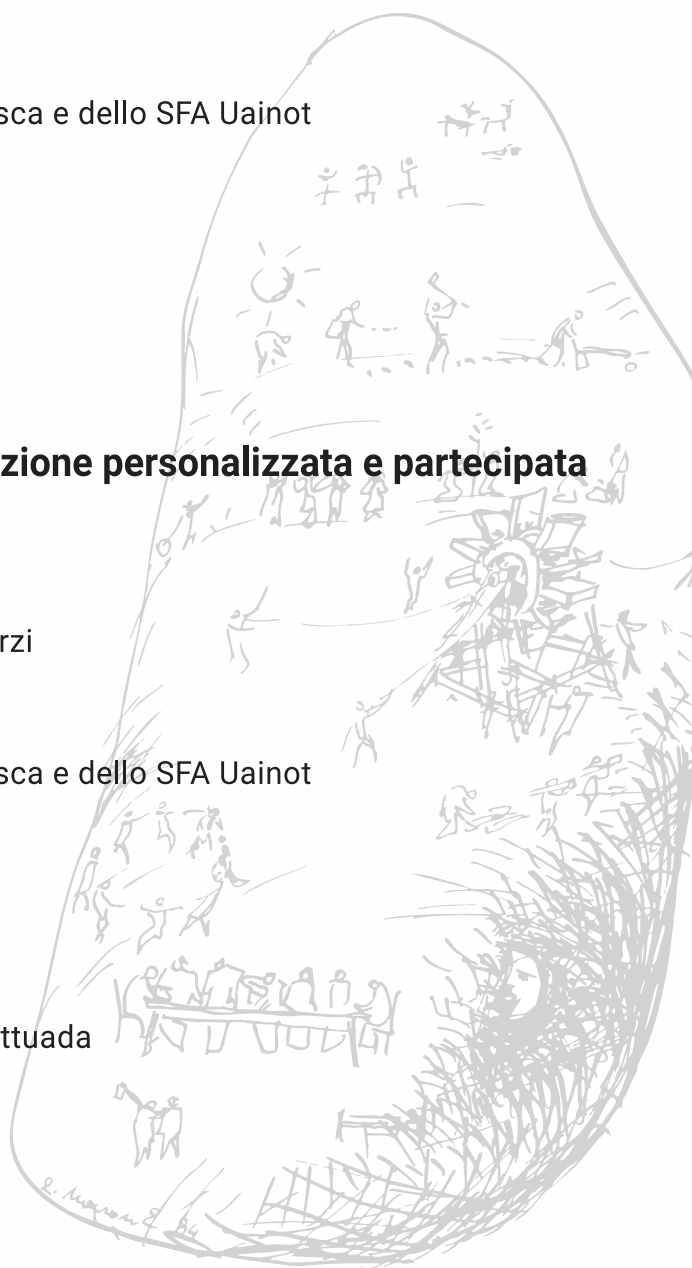 sca e dello SFA Uainot
zione personalizzata e partecipata
rzi
sca e dello SFA Uainot
ttuada